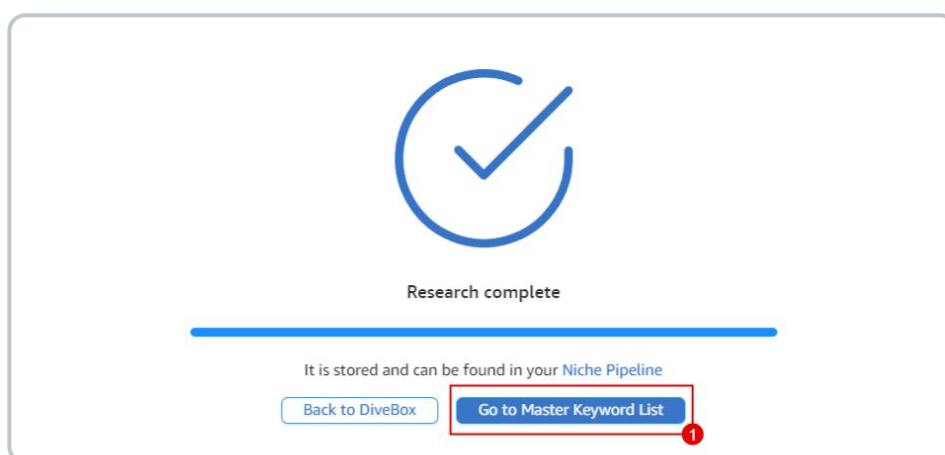 Research complete
It is stored and can be found in your Niche Pipeline
Back to DiveBox Go to Master Keyword List
1